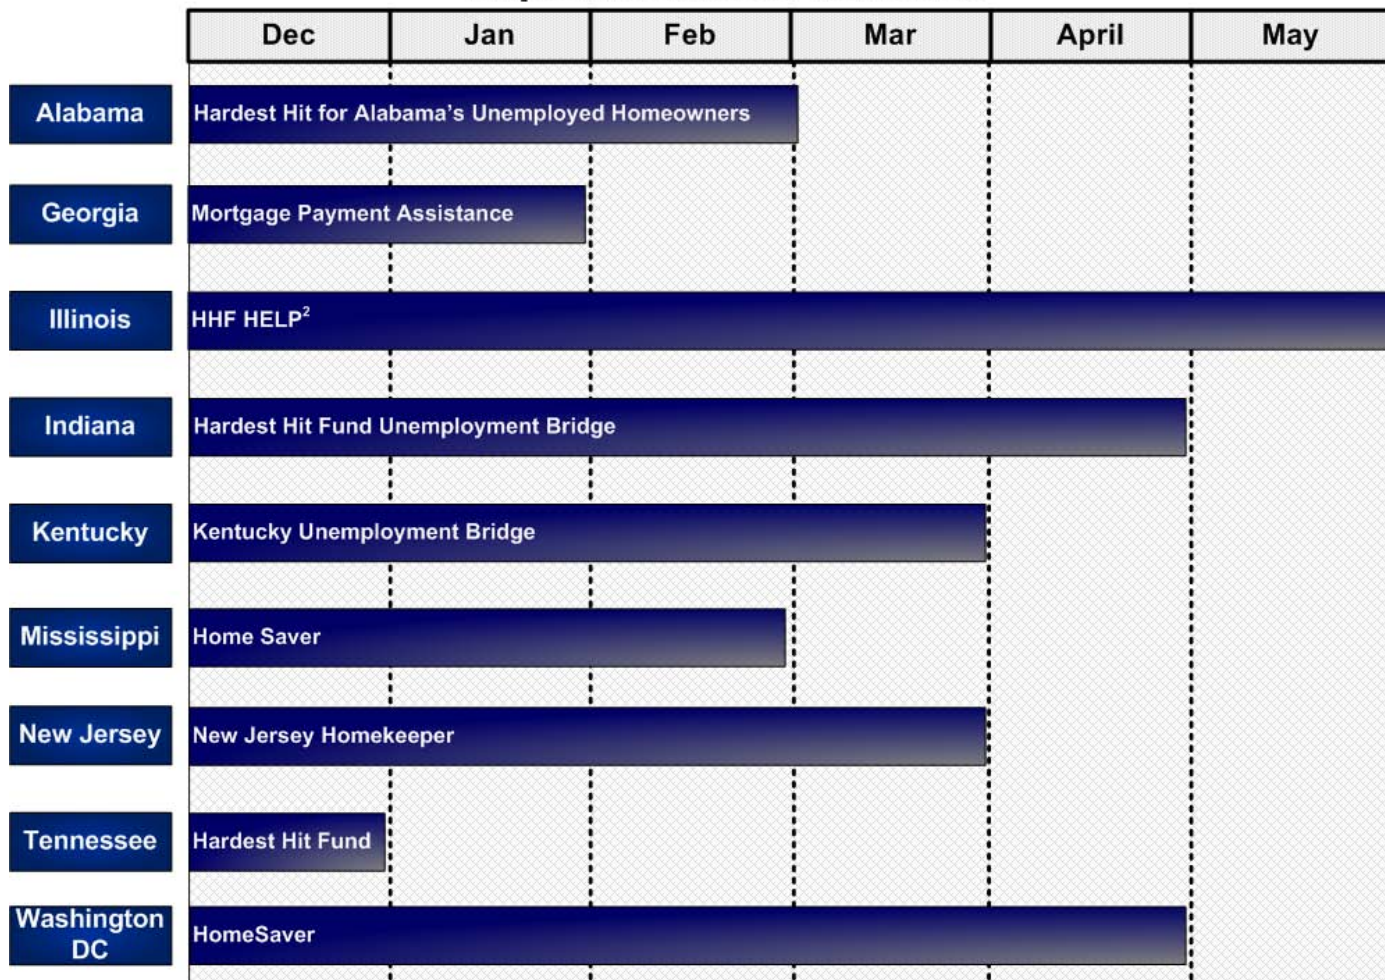 Dec Jan Feb Mar April May
Alabama
Hardest Hit for Alabama's Unemployed Homeowners
Georgia
Mortgage Payment Assistance
Illinois
HHF HELP²
Indiana
Hardest Hit Fund Unemployment Bridge
Kentucky
Kentucky Unemployment Bridge
Mississippi
Home Saver
New Jersey
New Jersey Homekeeper
Tennessee
Hardest Hit Fund
Washington
DC
HomeSaver